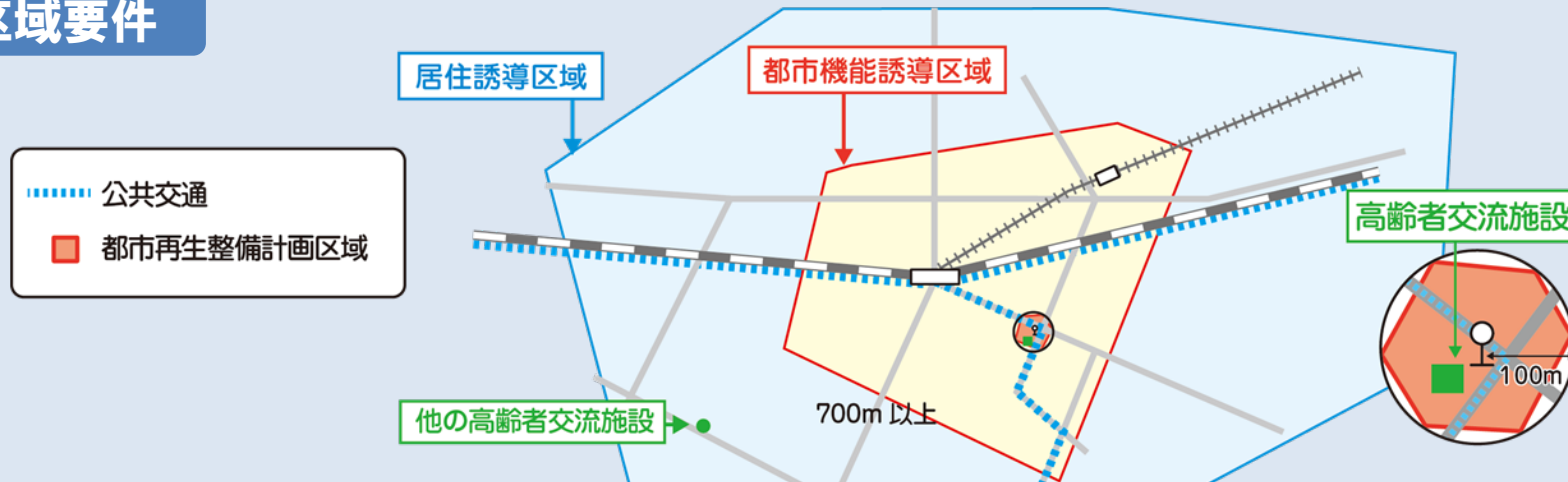 区域要件
居住誘導区域
都市機能誘導区域
公共交通
都市再生整備計画区域
高齢者交流施設
100m
700m 以上
他の高齢者交流施設